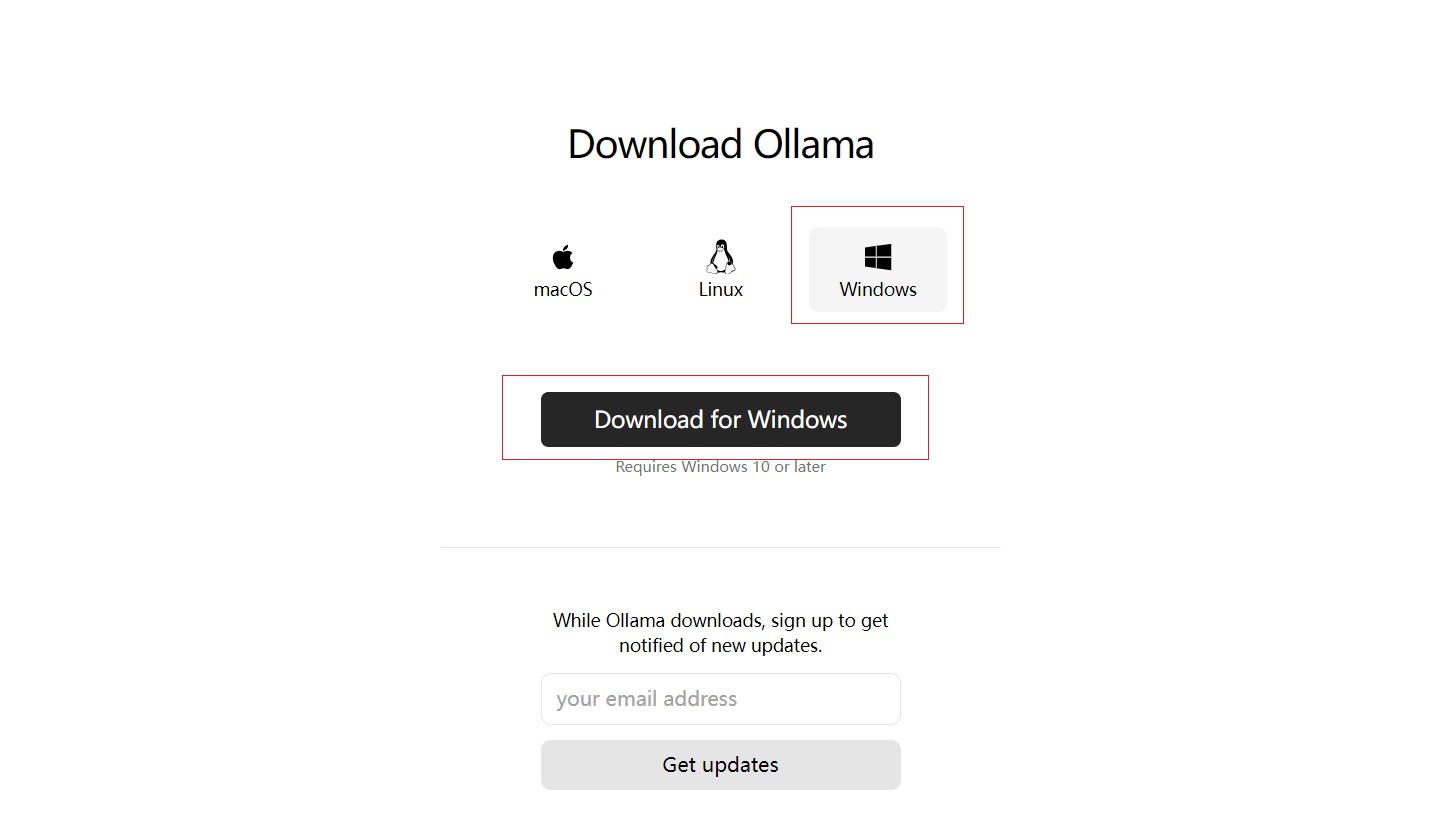 Download Ollama
macOS
Linux
Windows
Download for Windows
Requires Windows 10 or later
While Ollama downloads, sign up to get
notified of new updates.
your email address
Get updates